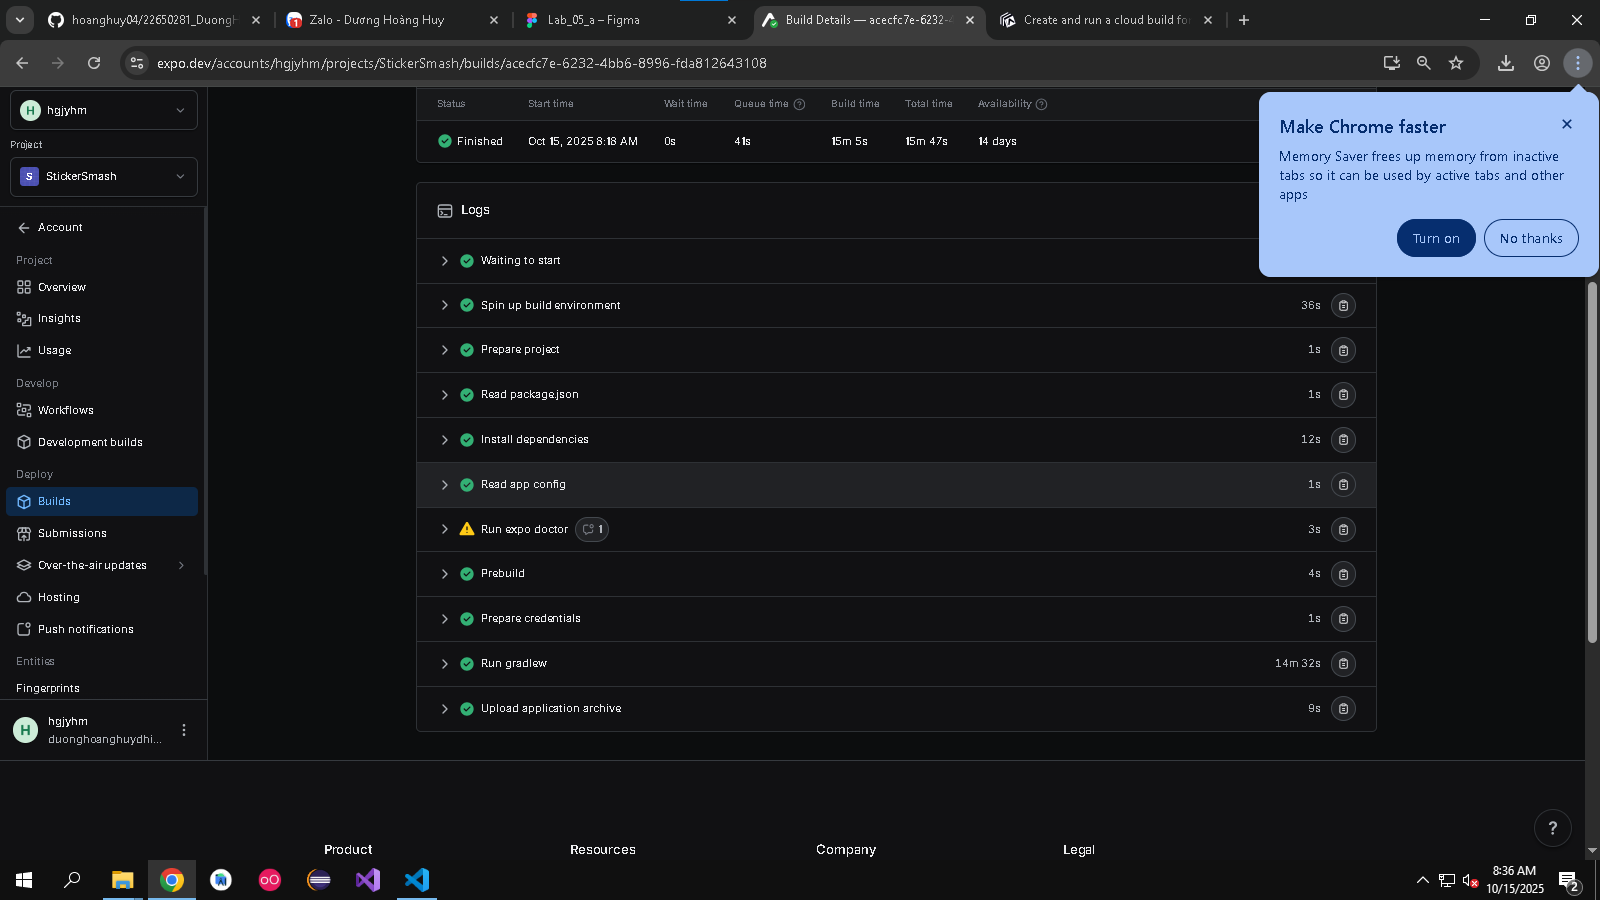 hoanghuy04/22650281_DuongH
Zalo - Dương Hoàng Huy
Lab_05_a – Figma
Build Details — acecfc7e-6232-4
Create and run a cloud build for
expo.dev/accounts/hgjyhm/projects/StickerSmash/builds/acecfc7e-6232-4bb6-8996-fda812643108
Make Chrome faster
Memory Saver frees up memory from inactive
tabs so it can be used by active tabs and other
apps
Turn on
No thanks
H
hgjyhm
Project
S
StickerSmash
Account
Project
Overview
Insights
Usage
Develop
Workflows
Development builds
Deploy
Builds
Submissions
Over-the-air updates
Hosting
Push notifications
Entities
Fingerprints
H
hgjyhm
duonghoanghuydhi...
Status Start time Wait time Queue time Build time Total time Availability
Finished Oct 15, 2025 8:18 AM 0s 41s 15m 5s 15m 47s 14 days
Logs
Waiting to start
Spin up build environment 36s
Prepare project 1s
Read package.json 1s
Install dependencies 12s
Read app config 1s
Run expo doctor 1 3s
Prebuild 4s
Prepare credentials 1s
Run gradlew 14m 32s
Upload application archive 9s
Product Resources Company Legal
?
8:36 AM
10/15/2025
2